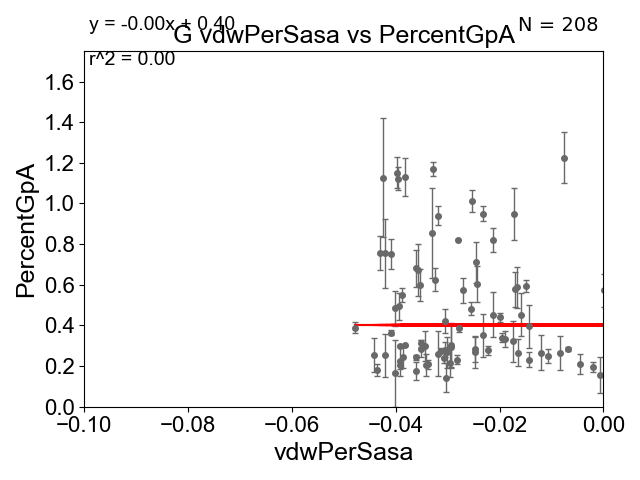 y = -0.00x + 0.40
G vdwPerSasa vs PercentGpA
N = 208
r^2 = 0.00
PercentGpA
1.6
1.4
1.2
1.0
0.8
0.6
0.4
0.2
0.0
−0.10
−0.08
−0.06
−0.04
−0.02
0.00
vdwPerSasa